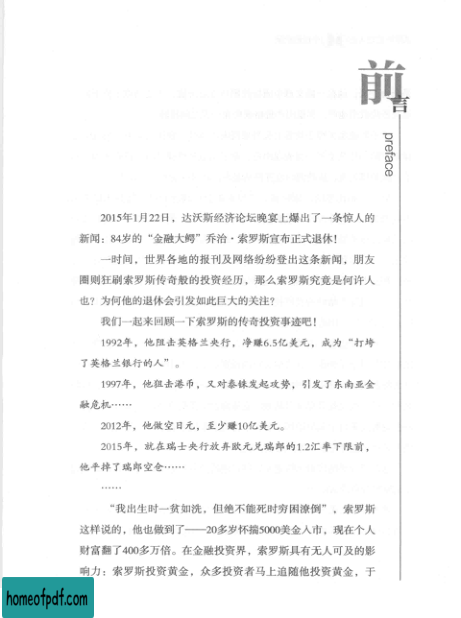 前言
preface
2015年1月22日，达沃斯经济论坛晚宴上爆出了一条惊人的
新闻：84岁的“金融大鳄”乔治·索罗斯宣布正式退休！
一时间，世界各地的报刊及网络纷纷登出这条新闻，朋友
圈则狂刷索罗斯传奇般的投资经历，那么索罗斯究竟是何许人
也？为何他的退休会引发如此巨大的关注？
我们一起来回顾一下索罗斯的传奇投资事迹吧！
1992年，他狙击英格兰央行，净赚6.5亿美元，成为“打垮
了英格兰银行的人”。
1997年，他狙击港币，又对泰铢发起攻势，引发了东南亚金
融危机……
2012年，他做空日元，至少赚10亿美元。
2015年，就在瑞士央行放弃欧元兑瑞郎的1.2汇率下限前，
他平掉了瑞郎空仓……
……
“我出生时一贫如洗，但绝不能死时穷困潦倒”，索罗斯
这样说的，他也做到了——20多岁怀揣5000美金入市，现在个人
财富翻了400多万倍。在金融投资界，索罗斯具有无人可及的影
响力：索罗斯投资黄金，众多投资者马上追随他投资黄金，于
homeofpdf.com